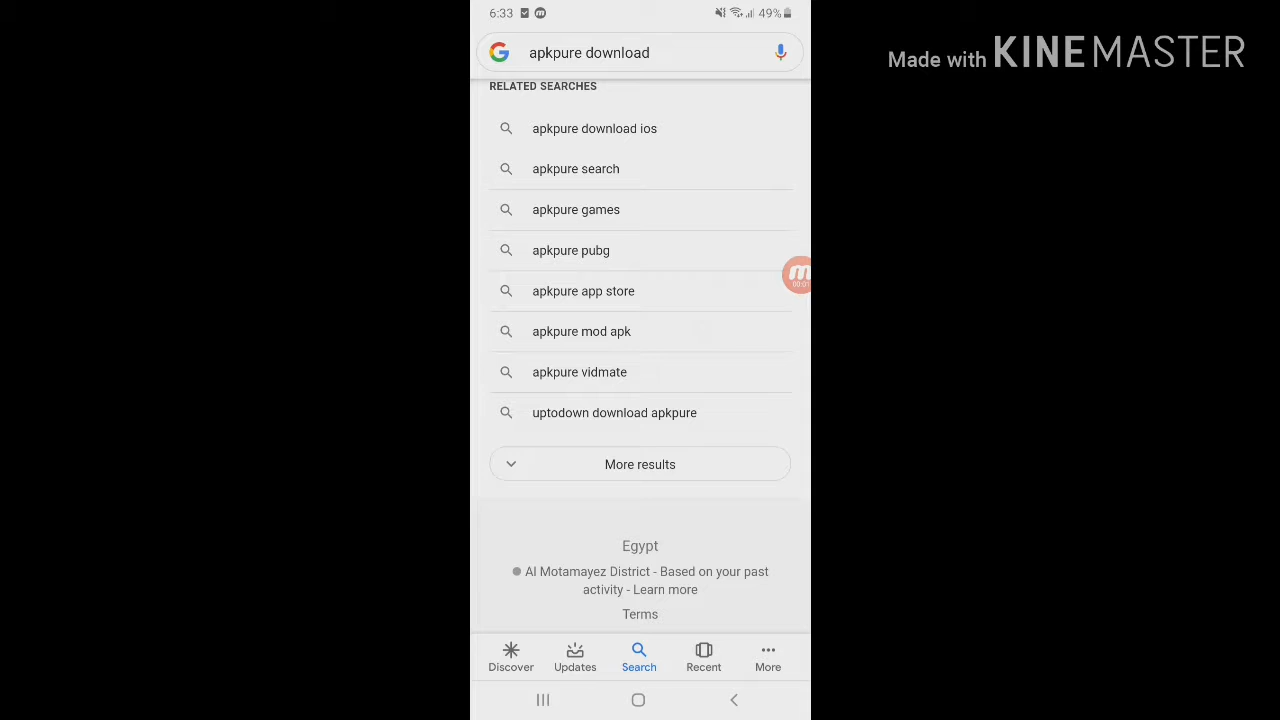 6:33
49%
Made with KINEMASTER
apkpure download
RELATED SEARCHES
apkpure download ios
apkpure search
apkpure games
apkpure pubg
00:01
apkpure app store
apkpure mod apk
apkpure vidmate
uptodown download apkpure
More results
Egypt
Al Motamayez District - Based on your past
activity - Learn more
Terms
Discover Updates Search Recent More